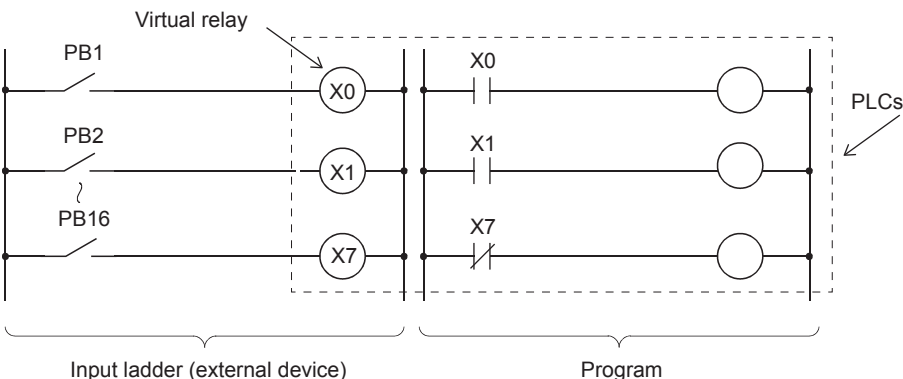 Virtual relay
PB1
X0
X0
PLCs
PB2
X1
X1
PB16
X7
X7
Input ladder (external device)
Program